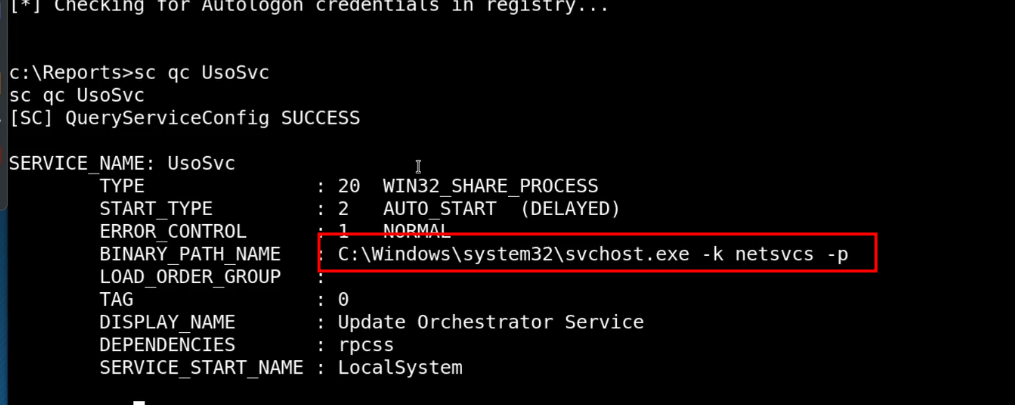 [*] Checking for Autologon credentials in registry...
c:\Reports>sc qc UsoSvc
sc qc UsoSvc
[SC] QueryServiceConfig SUCCESS
SERVICE_NAME: UsoSvc
TYPE : 20 WIN32_SHARE_PROCESS
START_TYPE : 2 AUTO_START (DELAYED)
ERROR_CONTROL : 1 NORMAL
BINARY_PATH_NAME : C:\Windows\system32\svchost.exe -k netsvcs -p
LOAD_ORDER_GROUP :
TAG : 0
DISPLAY_NAME : Update Orchestrator Service
DEPENDENCIES : rpcss
SERVICE_START_NAME : LocalSystem